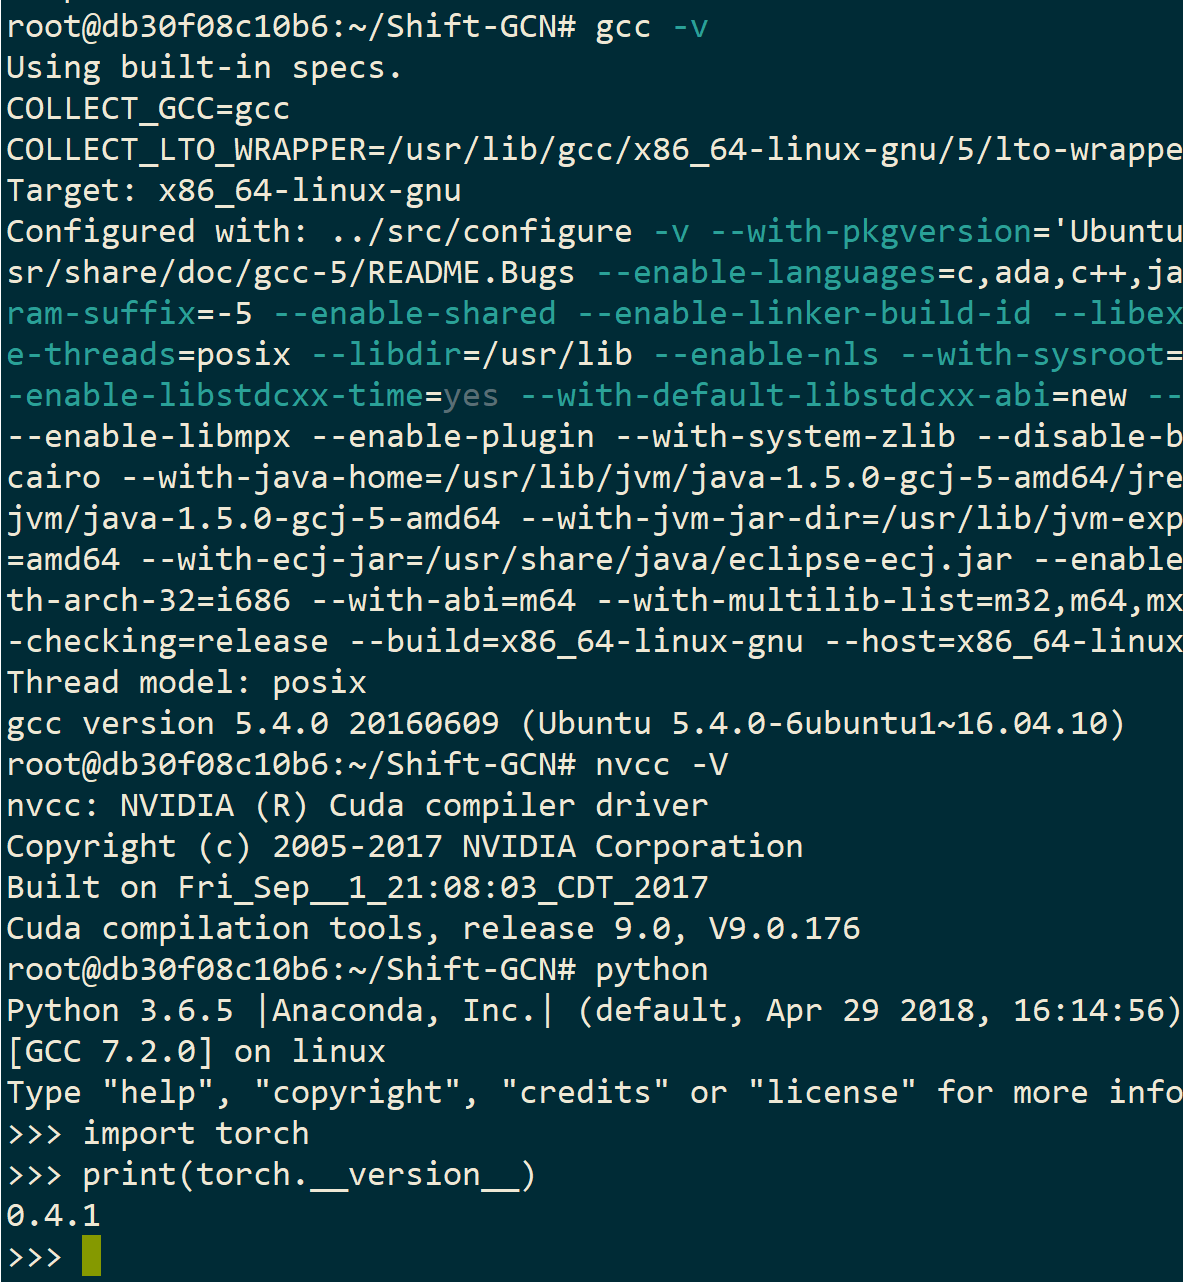 root@db30f08c10b6:~/Shift-GCN# gcc -v
Using built-in specs.
COLLECT_GCC=gcc
COLLECT_LTO_WRAPPER=/usr/lib/gcc/x86_64-linux-gnu/5/lto-wrappe
Target: x86_64-linux-gnu
Configured with: ../src/configure -v --with-pkgversion='Ubuntu
sr/share/doc/gcc-5/README.Bugs --enable-languages=c,ada,c++,ja
ram-suffix=-5 --enable-shared --enable-linker-build-id --libex
e-threads=posix --libdir=/usr/lib --enable-nls --with-sysroot=
-enable-libstdcxx-time=yes --with-default-libstdcxx-abi=new --
--enable-libmpx --enable-plugin --with-system-zlib --disable-b
cairo --with-java-home=/usr/lib/jvm/java-1.5.0-gcj-5-amd64/jre
jvm/java-1.5.0-gcj-5-amd64 --with-jvm-jar-dir=/usr/lib/jvm-exp
=amd64 --with-ecj-jar=/usr/share/java/eclipse-ecj.jar --enable
th-arch-32=i686 --with-abi=m64 --with-multilib-list=m32,m64,mx
-checking=release --build=x86_64-linux-gnu --host=x86_64-linux
Thread model: posix
gcc version 5.4.0 20160609 (Ubuntu 5.4.0-6ubuntu1~16.04.10)
root@db30f08c10b6:~/Shift-GCN# nvcc -V
nvcc: NVIDIA (R) Cuda compiler driver
Copyright (c) 2005-2017 NVIDIA Corporation
Built on Fri_Sep__1_21:08:03_CDT_2017
Cuda compilation tools, release 9.0, V9.0.176
root@db30f08c10b6:~/Shift-GCN# python
Python 3.6.5 |Anaconda, Inc.| (default, Apr 29 2018, 16:14:56)
[GCC 7.2.0] on linux
Type "help", "copyright", "credits" or "license" for more info
>>> import torch
>>> print(torch.__version__)
0.4.1
>>>